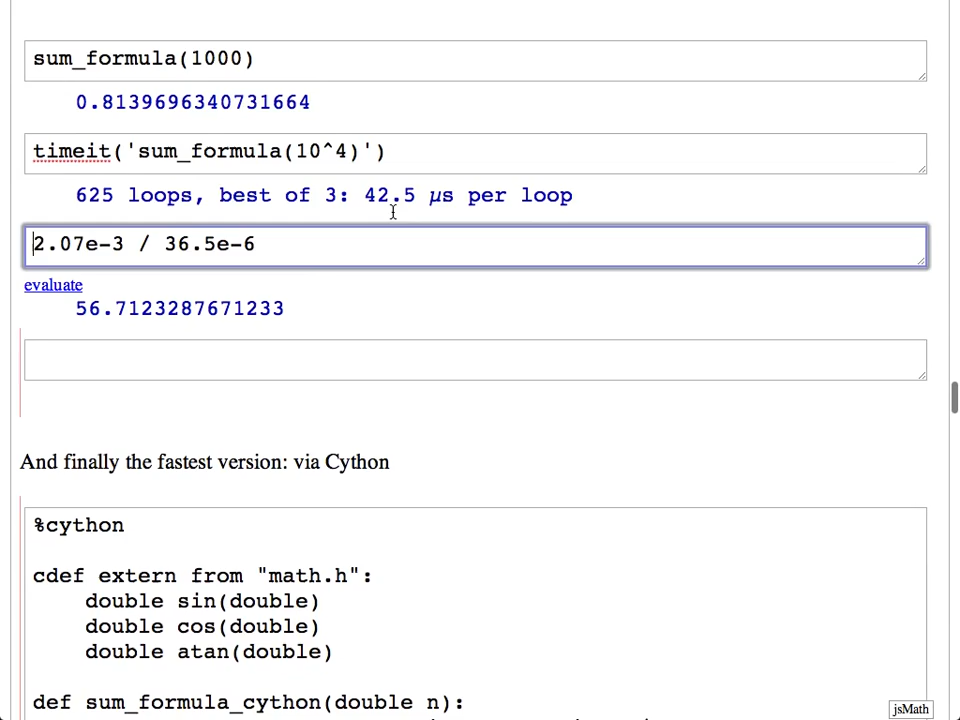 sum_formula(1000)
0.8139696340731664
timeit('sum_formula(10^4)')
625 loops, best of 3: 42.5 µs per loop
2.07e-3 / 36.5e-6
evaluate
56.7123287671233
And finally the fastest version: via Cython
%cython
cdef extern from "math.h":
    double sin(double)
    double cos(double)
    double atan(double)
def sum_formula_cython(double n):
jsMath